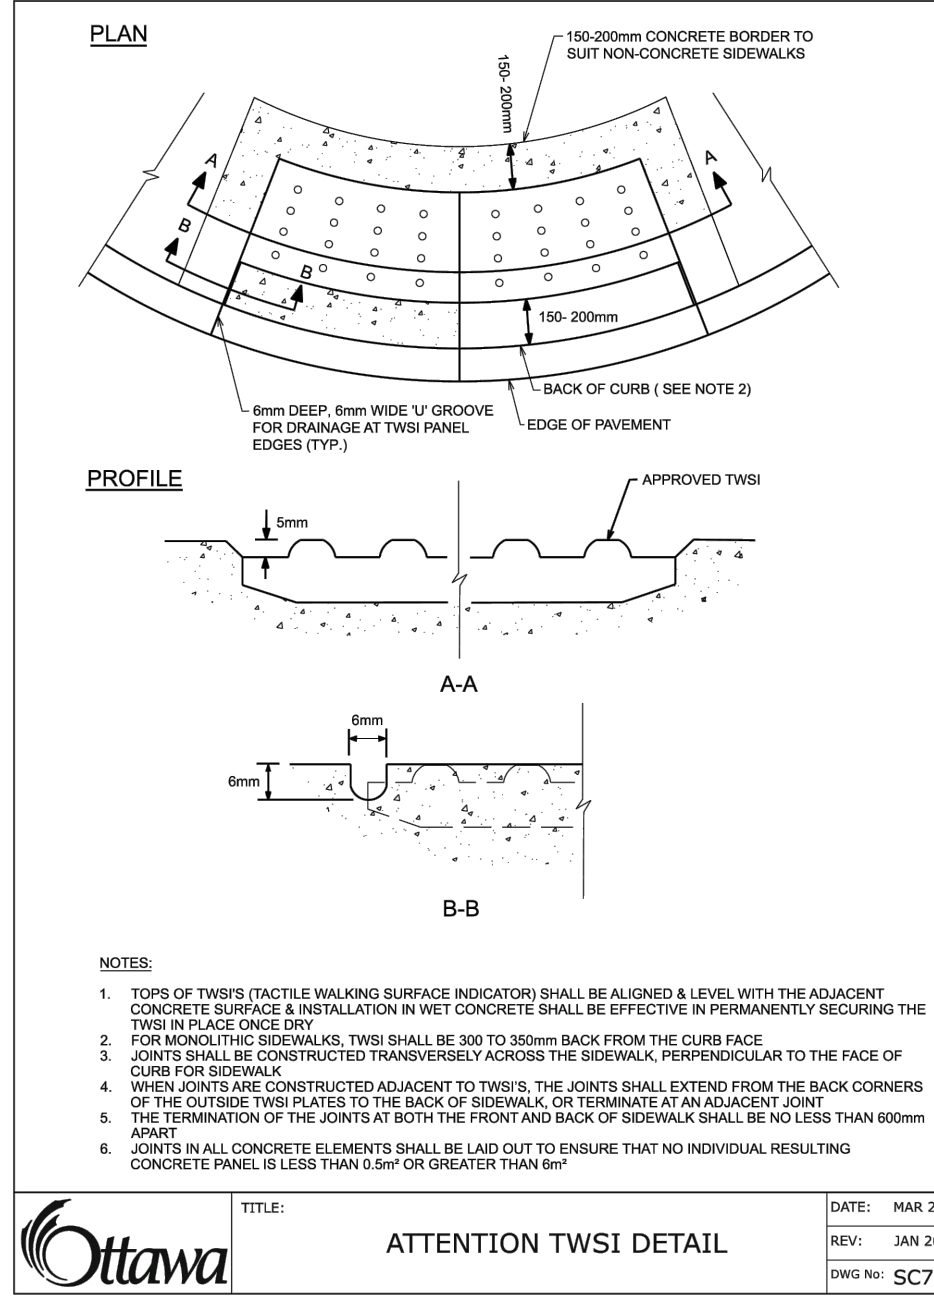 PLAN
150-200mm CONCRETE BORDER TO
SUIT NON-CONCRETE SIDEWALKS
150- 200mm
A
A
B
B
150- 200mm
BACK OF CURB ( SEE NOTE 2)
6mm DEEP, 6mm WIDE 'U' GROOVE
FOR DRAINAGE AT TWSI PANEL
EDGES (TYP.)
EDGE OF PAVEMENT
PROFILE
APPROVED TWSI
5mm
A-A
6mm
6mm
B-B
NOTES:
1. TOPS OF TWSI'S (TACTILE WALKING SURFACE INDICATOR) SHALL BE ALIGNED & LEVEL WITH THE ADJACENT
CONCRETE SURFACE & INSTALLATION IN WET CONCRETE SHALL BE EFFECTIVE IN PERMANENTLY SECURING THE
TWSI IN PLACE ONCE DRY
2. FOR MONOLITHIC SIDEWALKS, TWSI SHALL BE 300 TO 350mm BACK FROM THE CURB FACE
3. JOINTS SHALL BE CONSTRUCTED TRANSVERSELY ACROSS THE SIDEWALK, PERPENDICULAR TO THE FACE OF
CURB FOR SIDEWALK
4. WHEN JOINTS ARE CONSTRUCTED ADJACENT TO TWSI'S, THE JOINTS SHALL EXTEND FROM THE BACK CORNERS
OF THE OUTSIDE TWSI PLATES TO THE BACK OF SIDEWALK, OR TERMINATE AT AN ADJACENT JOINT
5. THE TERMINATION OF THE JOINTS AT BOTH THE FRONT AND BACK OF SIDEWALK SHALL BE NO LESS THAN 600mm
APART
6. JOINTS IN ALL CONCRETE ELEMENTS SHALL BE LAID OUT TO ENSURE THAT NO INDIVIDUAL RESULTING
CONCRETE PANEL IS LESS THAN 0.5m² OR GREATER THAN 6m²
Ottawa
TITLE:
ATTENTION TWSI DETAIL
DATE: MAR
REV: JAN
DWG No: SC7